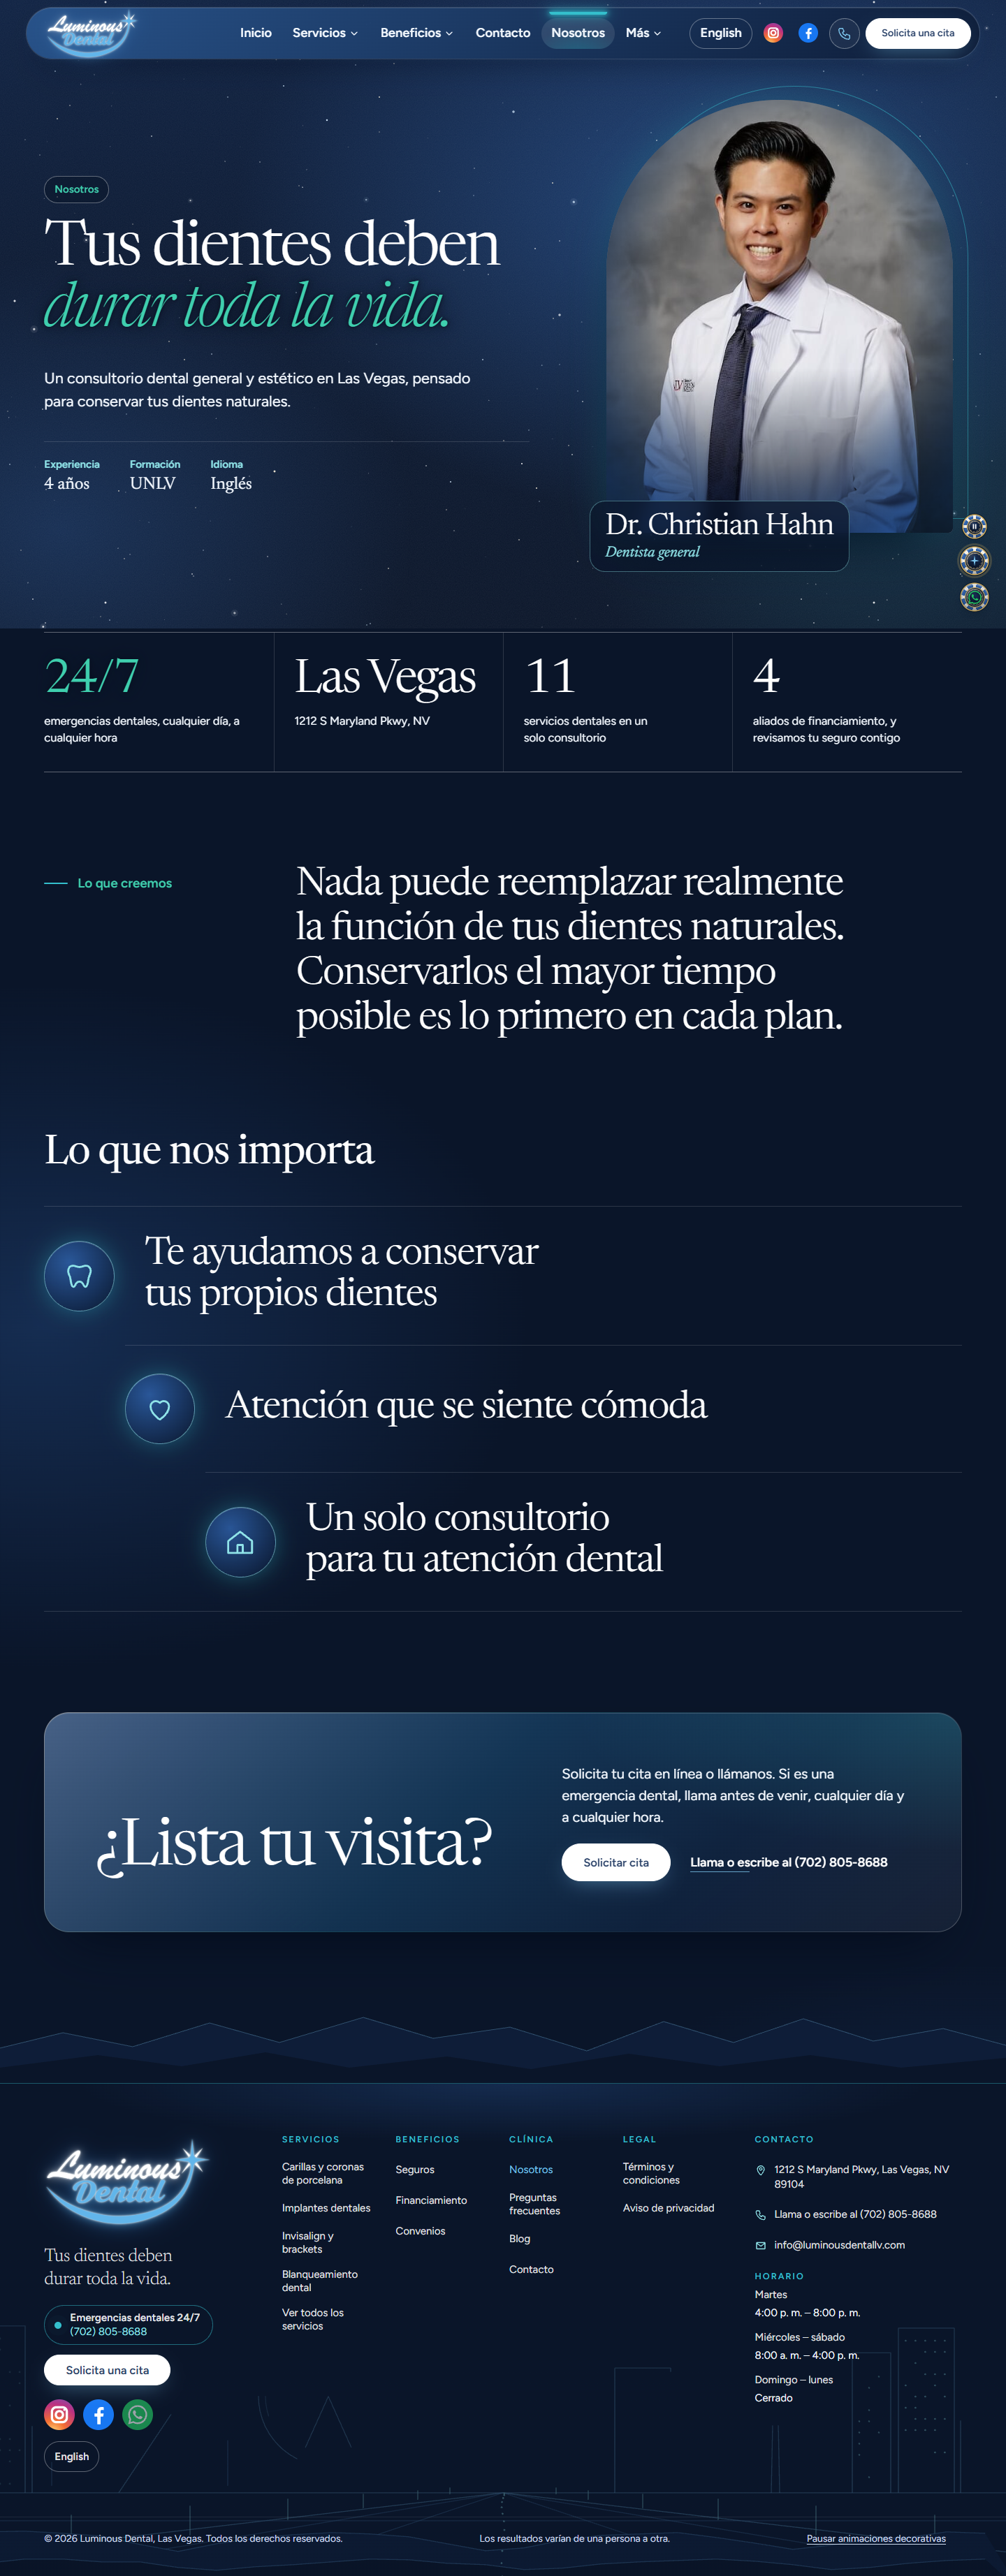 Luminous
Dental
Inicio
Servicios
Beneficios
Contacto
Nosotros
Más
English
Solicita una cita
Nosotros
Tus dientes deben
durar toda la vida.
Un consultorio dental general y estético en Las Vegas, pensado
para conservar tus dientes naturales.
Experiencia
4 años
Formación
UNLV
Idioma
Inglés
Dr. Christian Hahn
Dentista general
24/7
emergencias dentales, cualquier día, a
cualquier hora
Las Vegas
1212 S Maryland Pkwy, NV
11
servicios dentales en un
solo consultorio
4
aliados de financiamiento, y
revisamos tu seguro contigo
Lo que creemos
Nada puede reemplazar realmente
la función de tus dientes naturales.
Conservarlos el mayor tiempo
posible es lo primero en cada plan.
Lo que nos importa
Te ayudamos a conservar
tus propios dientes
Atención que se siente cómoda
Un solo consultorio
para tu atención dental
¿Lista tu visita?
Solicita tu cita en línea o llámanos. Si es una
emergencia dental, llama antes de venir, cualquier día y
a cualquier hora.
Solicitar cita
Llama o escribe al (702) 805-8688
Luminous
Dental
Tus dientes deben
durar toda la vida.
Emergencias dentales 24/7
(702) 805-8688
Solicita una cita
English
SERVICIOS
Carillas y coronas
de porcelana
Implantes dentales
Invisalign y
brackets
Blanqueamiento
dental
Ver todos los
servicios
BENEFICIOS
Seguros
Financiamiento
Convenios
CLÍNICA
Nosotros
Preguntas
frecuentes
Blog
Contacto
LEGAL
Términos y
condiciones
Aviso de privacidad
CONTACTO
1212 S Maryland Pkwy, Las Vegas, NV
89104
Llama o escribe al (702) 805-8688
info@luminousdentallv.com
HORARIO
Martes
4:00 p. m. – 8:00 p. m.
Miércoles – sábado
8:00 a. m. – 4:00 p. m.
Domingo – lunes
Cerrado
© 2026 Luminous Dental, Las Vegas. Todos los derechos reservados.
Los resultados varían de una persona a otra.
Pausar animaciones decorativas